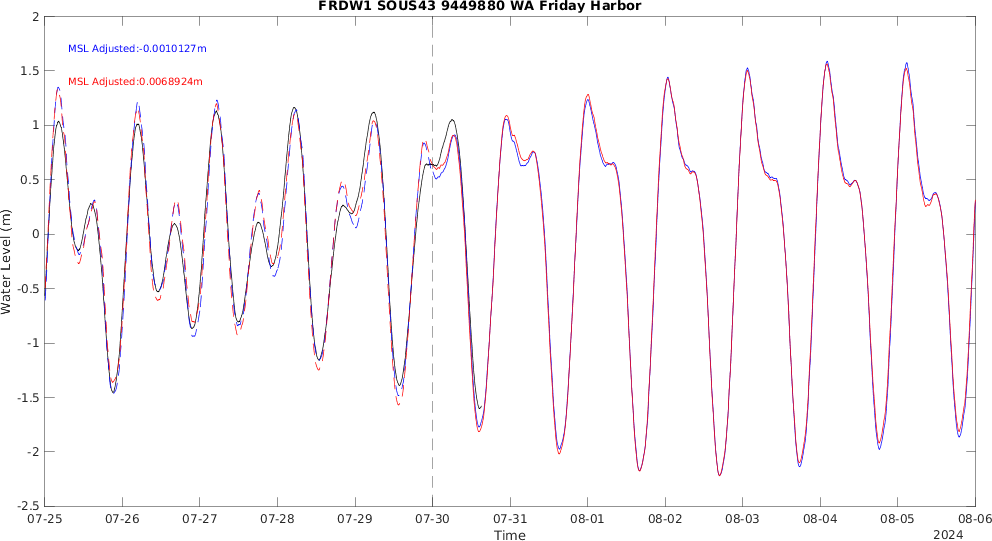 FRDW1 SOUS43 9449880 WA Friday Harbor
2
MSL Adjusted:-0.0010127m
1.5
MSL Adjusted:0.0068924m
1
0.5
0
-0.5
-1
-1.5
-2
-2.5
Water Level (m)
07-25 07-26 07-27 07-28 07-29 07-30 07-31 08-01 08-02 08-03 08-04 08-05 08-06
Time
2024